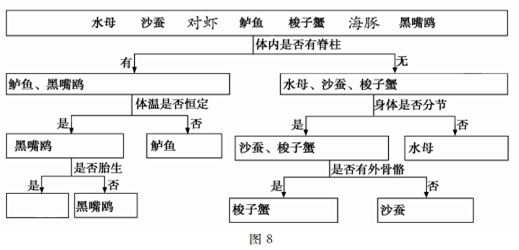 水母 沙蚕 对虾 鲈鱼 梭子蟹 海豚 黑嘴鸥
体内是否有脊柱
有 无
鲈鱼、黑嘴鸥 水母、沙蚕、梭子蟹
体温是否恒定 身体是否分节
是 否 是 否
黑嘴鸥 鲈鱼 沙蚕、梭子蟹 水母
是否胎生 是否有外骨骼
是 否 是 否
黑嘴鸥 梭子蟹 沙蚕
图 8